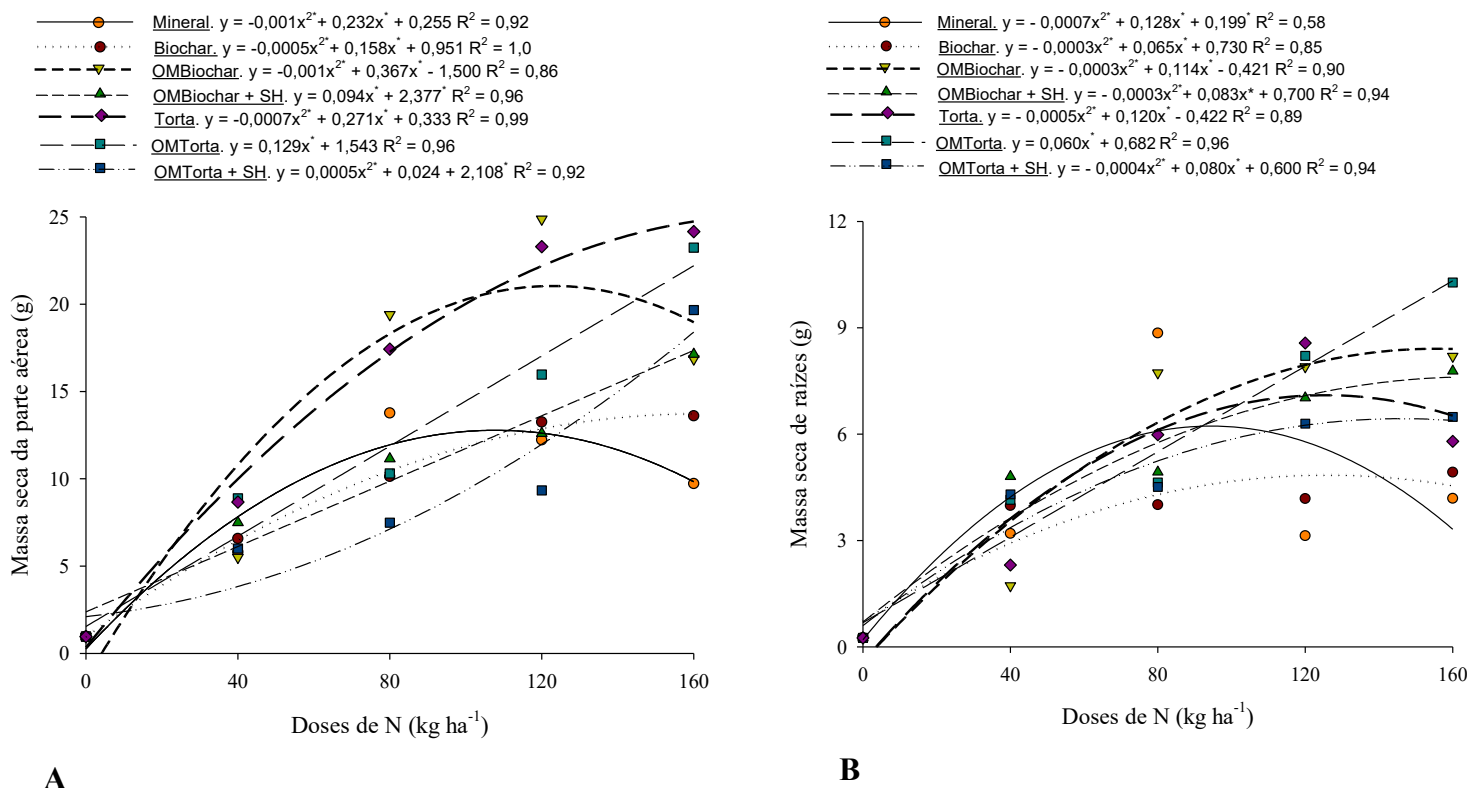 Mineral. y = -0,001x²* + 0,232x* + 0,255 R² = 0,92
Biochar. y = -0,0005x²* + 0,158x* + 0,951 R² = 1,0
OMBiochar. y = -0,001x²* + 0,367x* - 1,500 R² = 0,86
OMBiochar + SH. y = 0,094x* + 2,377* R² = 0,96
Torta. y = -0,0007x²* + 0,271x* + 0,333 R² = 0,99
OMTorta. y = 0,129x* + 1,543 R² = 0,96
OMTorta + SH. y = 0,0005x²* + 0,024 + 2,108* R² = 0,92
25
20
15
10
5
0
Massa seca da parte aérea (g)
0 40 80 120 160
Doses de N (kg ha⁻¹)
A
Mineral. y = - 0,0007x²* + 0,128x* + 0,199* R² = 0,58
Biochar. y = - 0,0003x²* + 0,065x* + 0,730 R² = 0,85
OMBiochar. y = - 0,0003x²* + 0,114x* - 0,421 R² = 0,90
OMBiochar + SH. y = - 0,0003x²* + 0,083x* + 0,700 R² = 0,94
Torta. y = - 0,0005x²* + 0,120x* - 0,422 R² = 0,89
OMTorta. y = 0,060x* + 0,682 R² = 0,96
OMTorta + SH. y = - 0,0004x²* + 0,080x* + 0,600 R² = 0,94
12
9
6
3
0
Massa seca de raízes (g)
0 40 80 120 160
Doses de N (kg ha⁻¹)
B